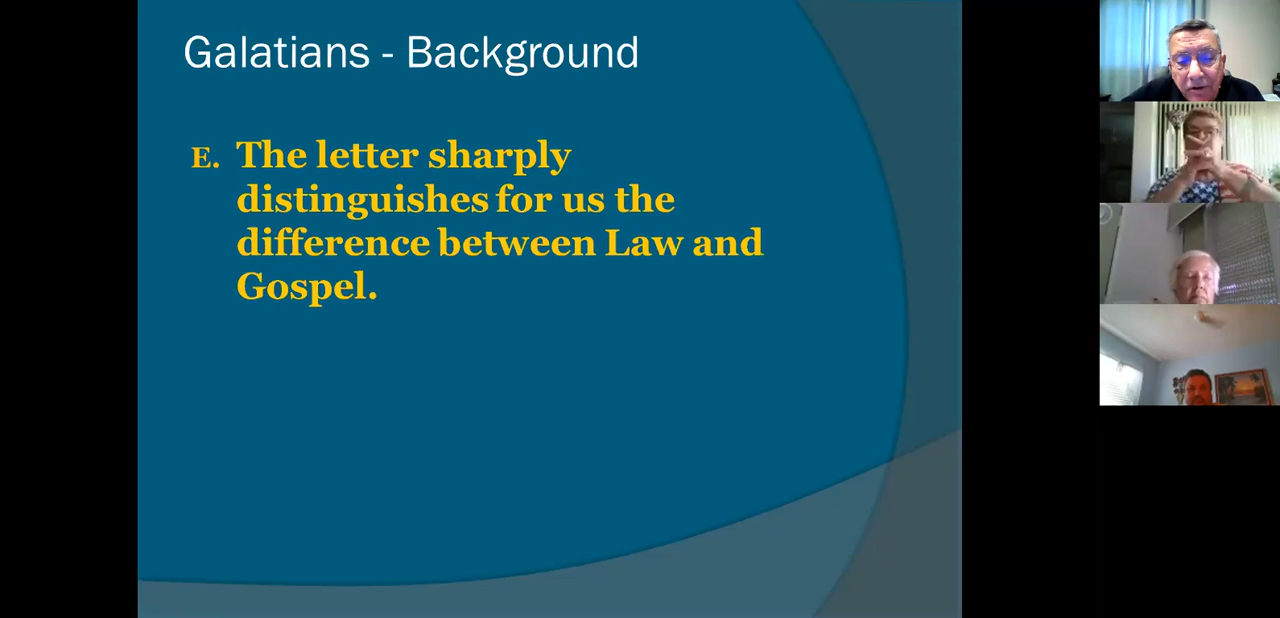 Galatians - Background
E. The letter sharply
distinguishes for us the
difference between Law and
Gospel.